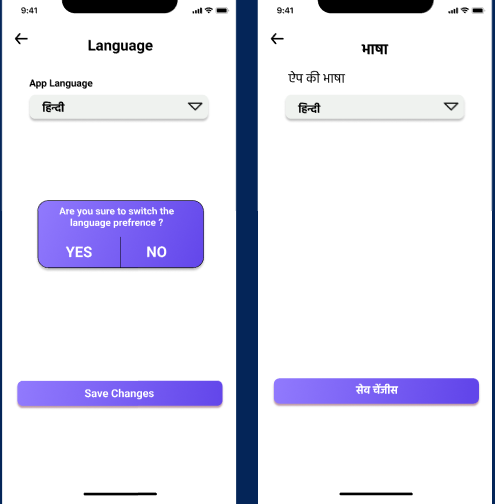 9:41
Language
App Language
हिन्दी
Are you sure to switch the
language prefrence ?
YES
NO
Save Changes
9:41
भाषा
ऐप की भाषा
हिन्दी
सेव चेंजीस